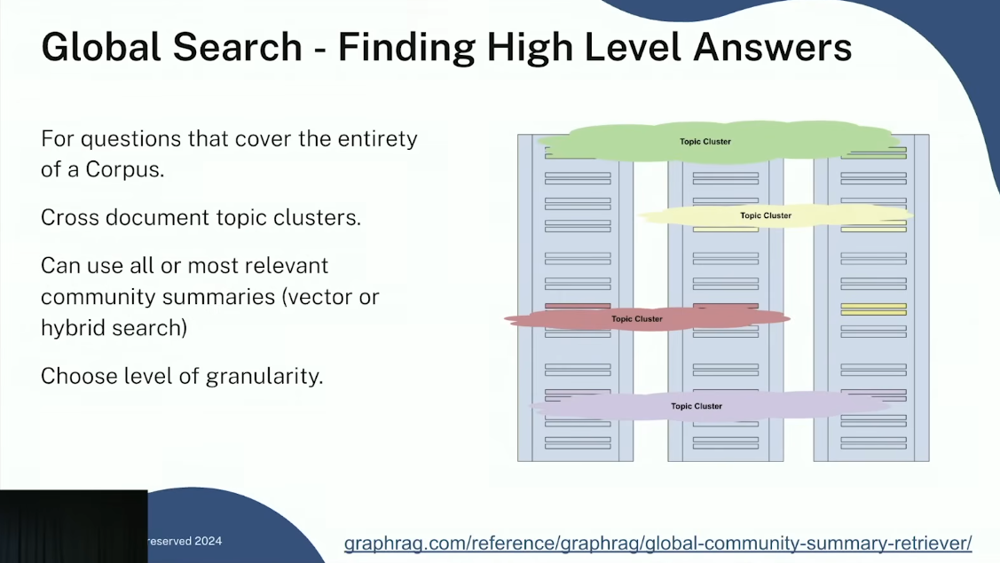 Global Search - Finding High Level Answers
For questions that cover the entirety
of a Corpus.
Cross document topic clusters.
Can use all or most relevant
community summaries (vector or
hybrid search)
Choose level of granularity.
Topic Cluster
Topic Cluster
Topic Cluster
Topic Cluster
reserved 2024
graphrag.com/reference/graphrag/global-community-summary-retriever/